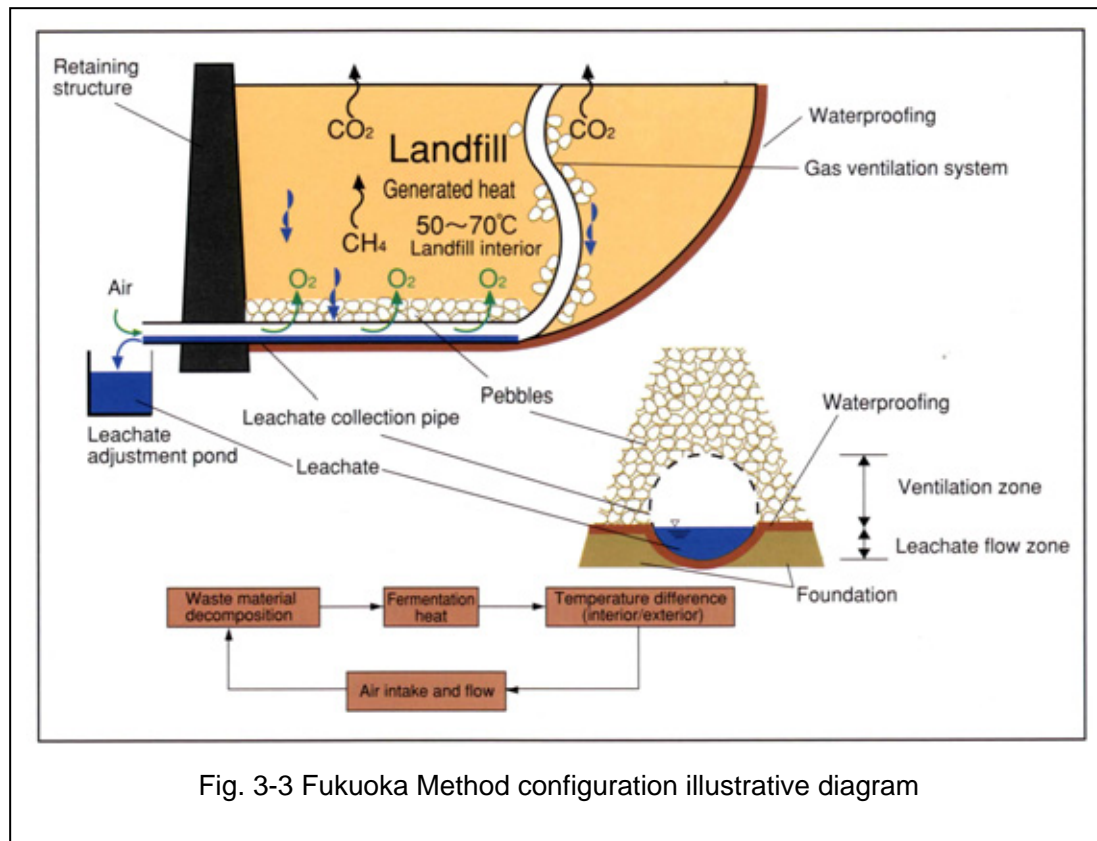 Retaining
structure
CO2
CO2
Waterproofing
Landfill
Gas ventilation system
Generated heat
50～70℃
CH4
Landfill interior
Air
O2
O2
O2
Pebbles
Leachate collection pipe
Waterproofing
Leachate
adjustment pond
Leachate
Ventilation zone
Leachate flow zone
Foundation
Waste material
decomposition
Fermentation
heat
Temperature difference
(interior/exterior)
Air intake and flow
Fig. 3-3 Fukuoka Method configuration illustrative diagram